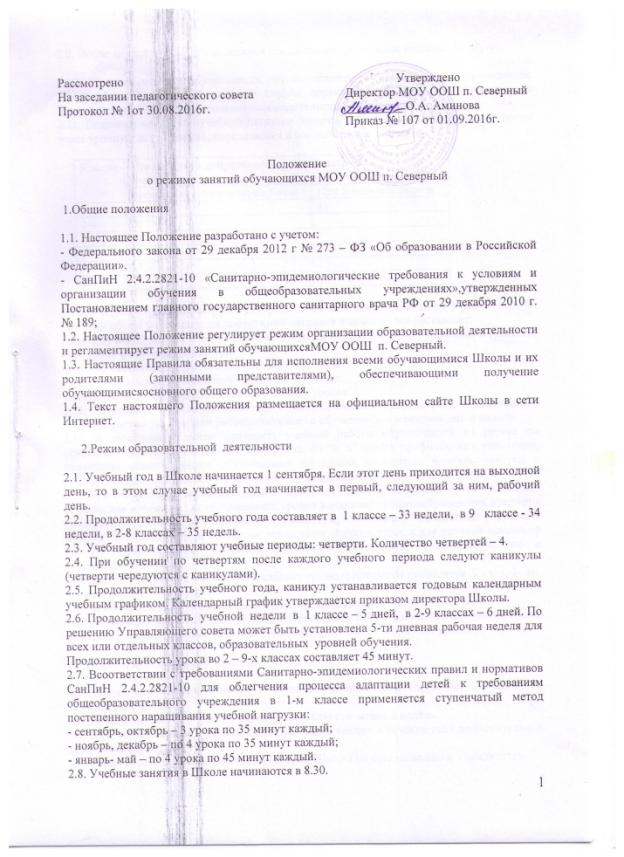 Рассмотрено
На заседании педагогического совета
Протокол № 1от 30.08.2016г.
Утверждено
Директор МОУ ООШ п. Северный
О.А. Аминова
Приказ № 107 от 01.09.2016г.
Положение
о режиме занятий обучающихся МОУ ООШ п. Северный
1.Общие положения
1.1. Настоящее Положение разработано с учетом:
- Федерального закона от 29 декабря 2012 г № 273 – ФЗ «Об образовании в Российской
Федерации».
- СанПиН 2.4.2.2821-10 «Санитарно-эпидемиологические требования к условиям и
организации обучения в общеобразовательных учреждениях»,утвержденных
Постановлением главного государственного санитарного врача РФ от 29 декабря 2010 г.
№ 189;
1.2. Настоящее Положение регулирует режим организации образовательной деятельности
и регламентирует режим занятий обучающихсяМОУ ООШ п. Северный.
1.3. Настоящие Правила обязательны для исполнения всеми обучающимися Школы и их
родителями (законными представителями), обеспечивающими получение
обучающимисяосновного общего образования.
1.4. Текст настоящего Положения размещается на официальном сайте Школы в сети
Интернет.
2.Режим образовательной деятельности
2.1. Учебный год в Школе начинается 1 сентября. Если этот день приходится на выходной
день, то в этом случае учебный год начинается в первый, следующий за ним, рабочий
день.
2.2. Продолжительность учебного года составляет в 1 классе – 33 недели, в 9 классе - 34
недели, в 2-8 классах – 35 недель.
2.3. Учебный год составляют учебные периоды: четверти. Количество четвертей – 4.
2.4. При обучении по четвертям после каждого учебного периода следуют каникулы
(четверти чередуются с каникулами).
2.5. Продолжительность учебного года, каникул устанавливается годовым календарным
учебным графиком. Календарный график утверждается приказом директора Школы.
2.6. Продолжительность учебной недели в 1 классе – 5 дней, в 2-9 классах – 6 дней. По
решению Управляющего совета может быть установлена 5-ти дневная рабочая неделя для
всех или отдельных классов, образовательных уровней обучения.
Продолжительность урока во 2 – 9-х классах составляет 45 минут.
2.7. Всоответствии с требованиями Санитарно-эпидемиологических правил и нормативов
СанПиН 2.4.2.2821-10 для облегчения процесса адаптации детей к требованиям
общеобразовательного учреждения в 1-м классе применяется ступенчатый метод
постепенного наращивания учебной нагрузки:
- сентябрь, октябрь – 3 урока по 35 минут каждый;
- ноябрь, декабрь – по 4 урока по 35 минут каждый;
- январь- май – по 4 урока по 45 минут каждый.
2.8. Учебные занятия в Школе начинаются в 8.30.
1